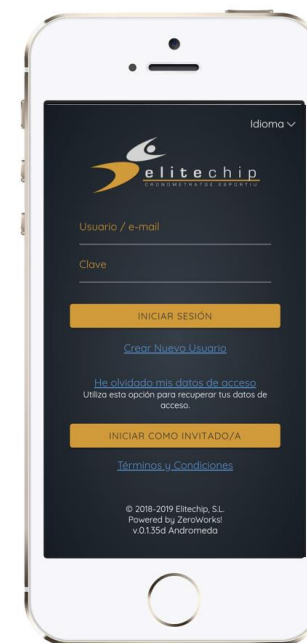 Idioma
elitechip
CRONOMETRATGE ESPORTIU
Usuario / e-mail
Clave
INICIAR SESIÓN
Crear Nuevo Usuario
He olvidado mis datos de acceso
Utiliza esta opción para recuperar tus datos de
acceso.
INICIAR COMO INVITADO/A
Términos y Condiciones
© 2018-2019 Elitechip, S.L.
Powered by ZeroWorks!
v.0.1.35d Andromeda